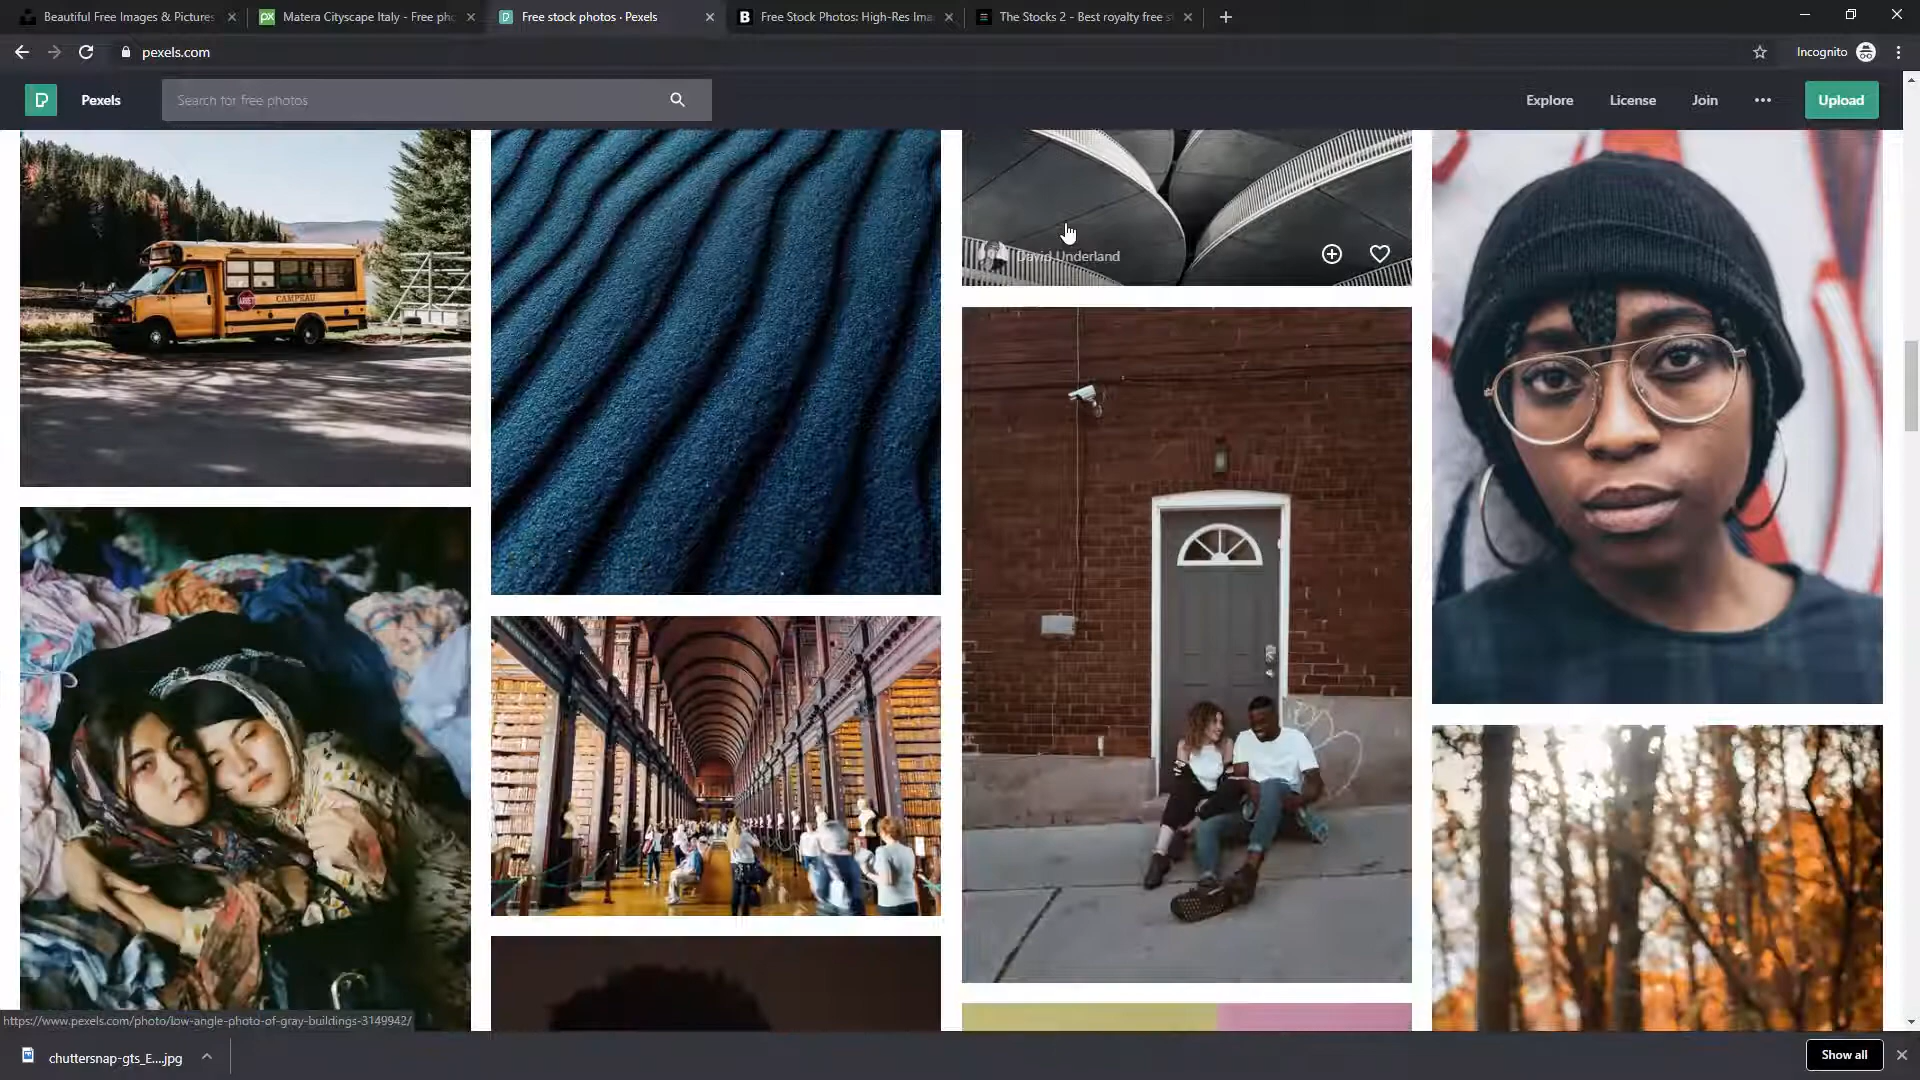 Beautiful Free Images & Pictures
Matera Cityscape Italy - Free pho
Free stock photos · Pexels
Free Stock Photos: High-Res Ima
The Stocks 2 - Best royalty free s
pexels.com
Incognito
Pexels
Search for free photos
Explore
License
Join
Upload
David Underland
ARRÊT
CAMPEAU
https://www.pexels.com/photo/low-angle-photo-of-gray-buildings-3149942/
chuttersnap-gts_E....jpg
Show all